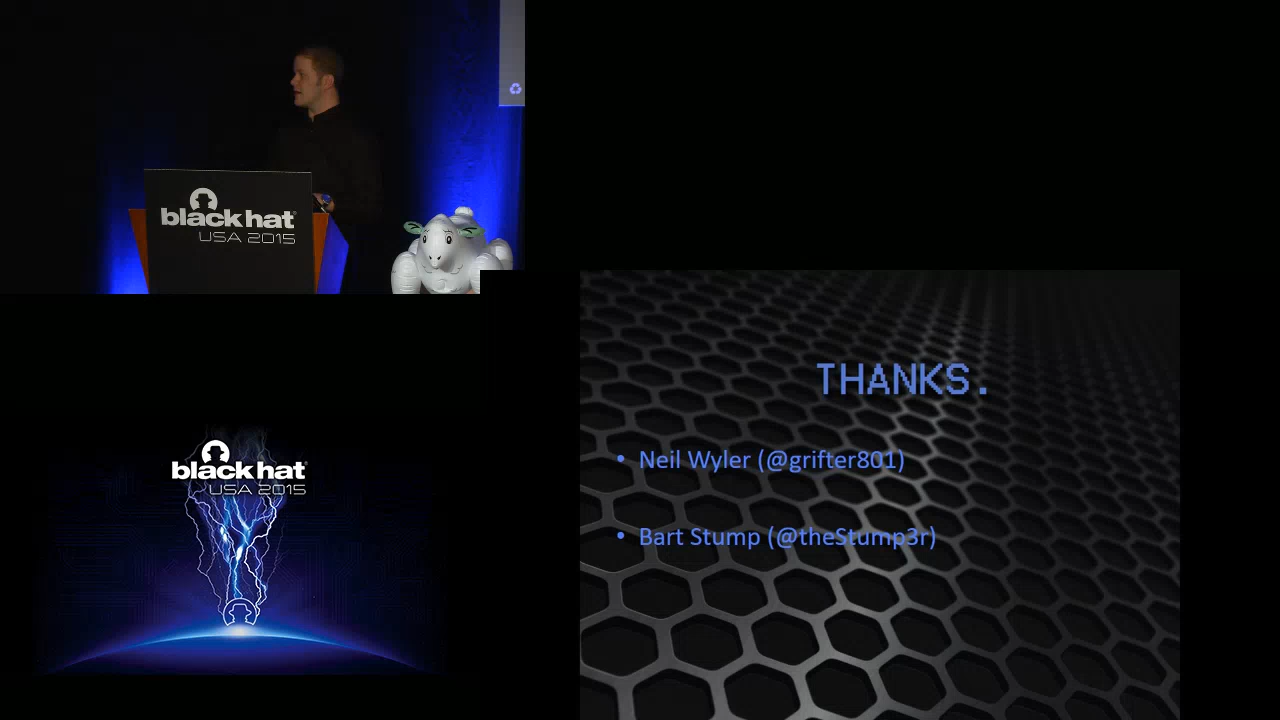 black hat
USA 2015
black hat
USA 2015
THANKS.
• Neil Wyler (@grifter801)
• Bart Stump (@theStump3r)